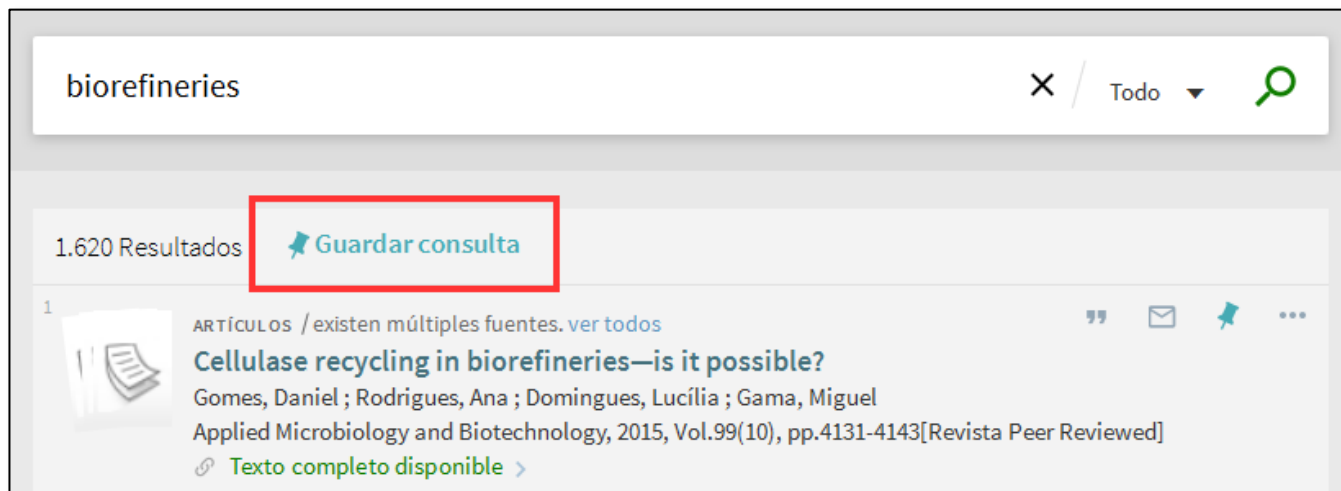 biorefineries
Todo
1.620 Resultados Guardar consulta
1
ARTÍCULOS / existen múltiples fuentes. ver todos
Cellulase recycling in biorefineries—is it possible?
Gomes, Daniel ; Rodrigues, Ana ; Domingues, Lucília ; Gama, Miguel
Applied Microbiology and Biotechnology, 2015, Vol.99(10), pp.4131-4143[Revista Peer Reviewed]
Texto completo disponible